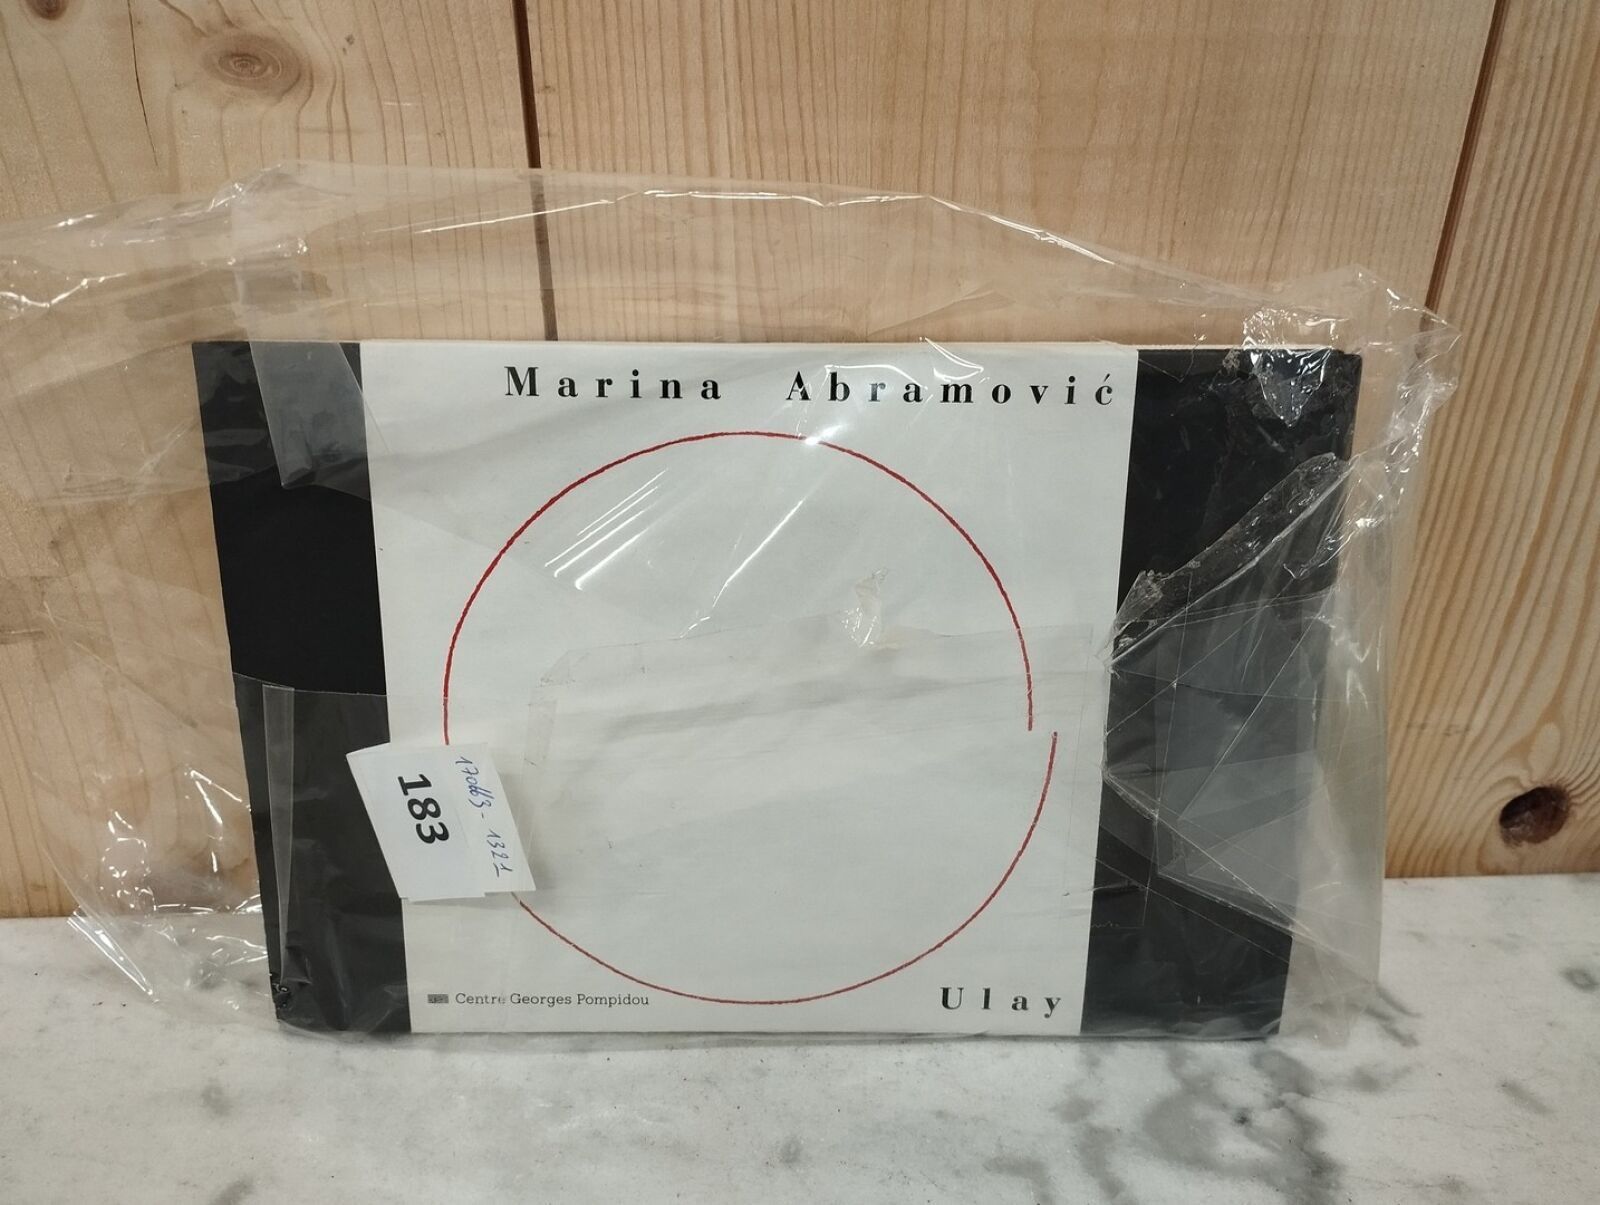 Marina Abramović
183
Centre Georges Pompidou
Ulay